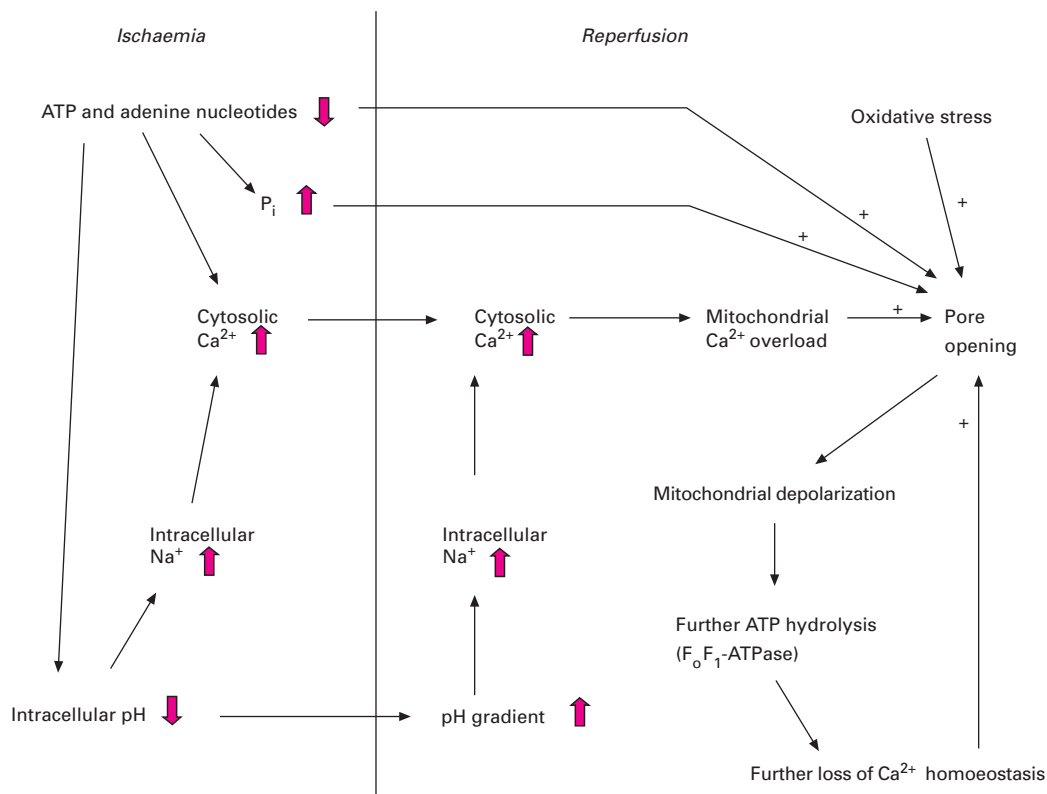 Ischaemia
Reperfusion
ATP and adenine nucleotides
Oxidative stress
Pᵢ
+
+
+
Cytosolic
Ca²⁺
Cytosolic
Ca²⁺
Mitochondrial
Ca²⁺ overload
+
Pore
opening
+
Mitochondrial depolarization
Intracellular
Na⁺
Intracellular
Na⁺
Further ATP hydrolysis
(FₒF₁-ATPase)
Intracellular pH
pH gradient
Further loss of Ca²⁺ homoeostasis